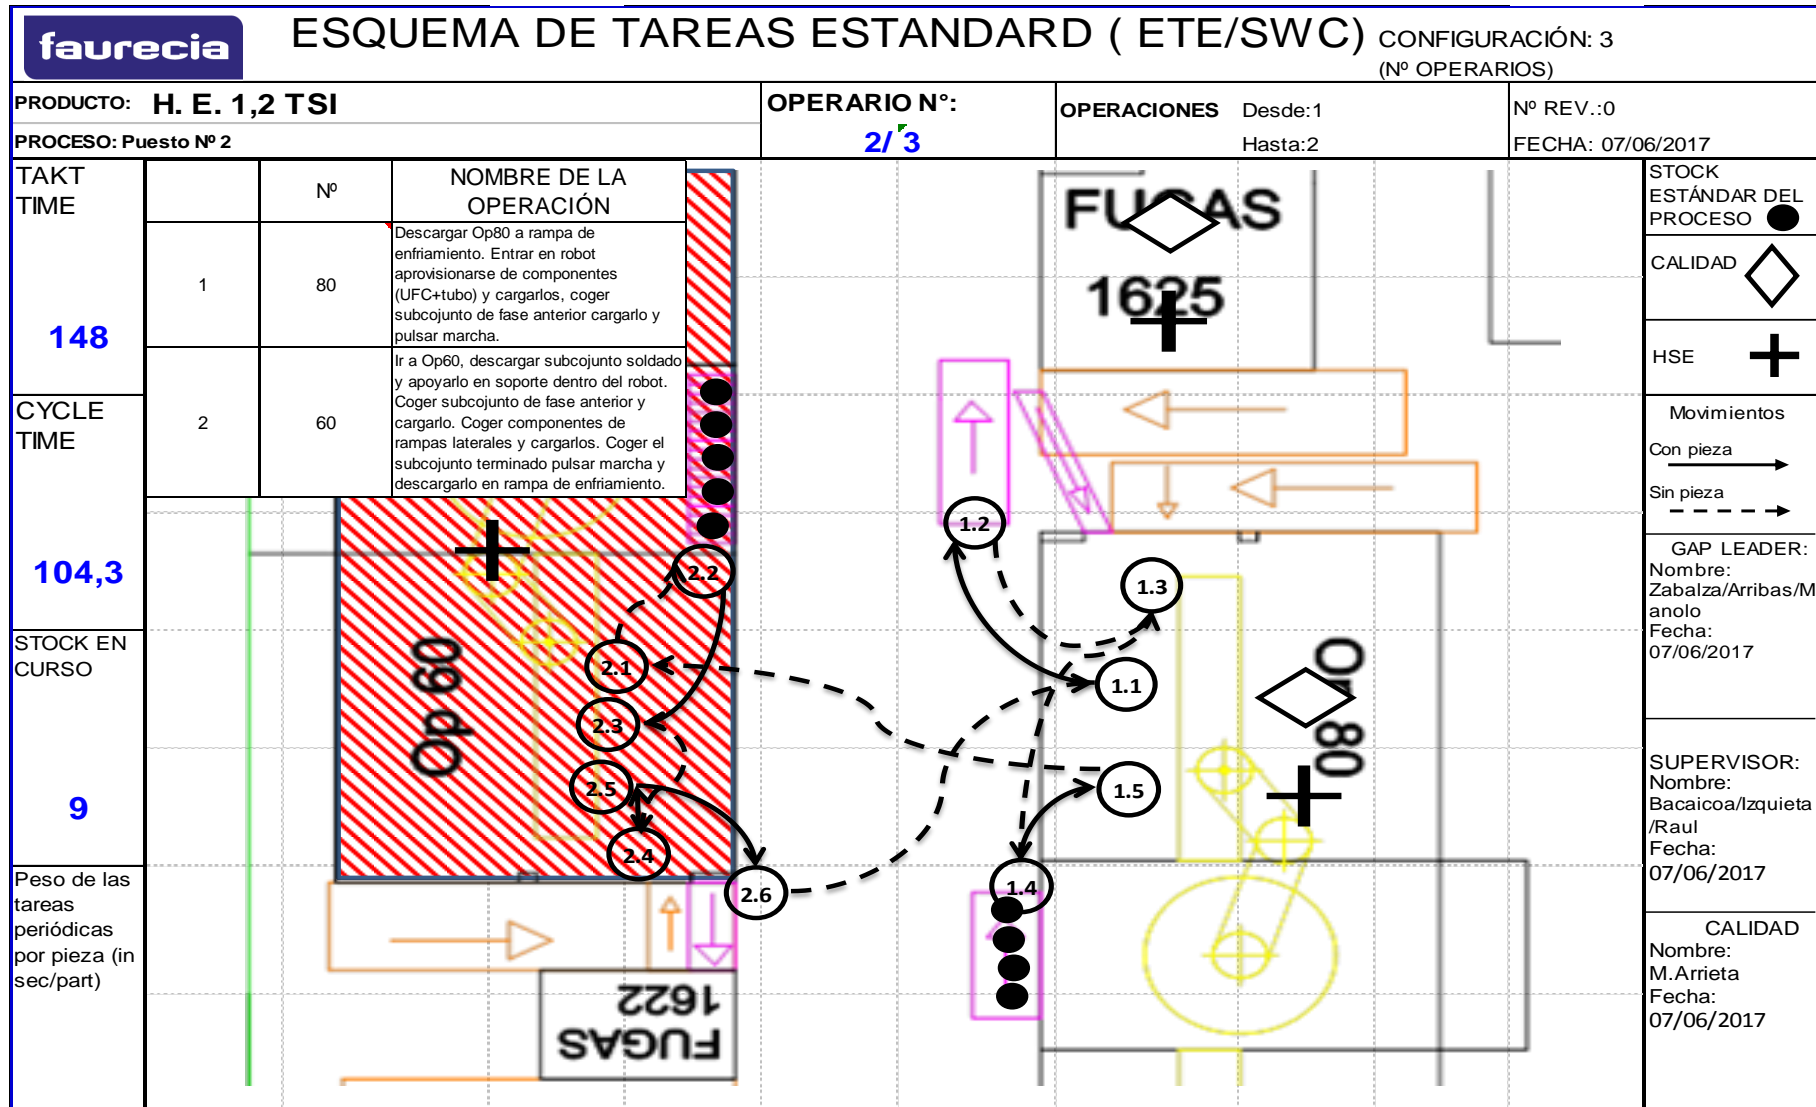 faurecia
ESQUEMA DE TAREAS ESTANDARD ( ETE/SWC)
CONFIGURACIÓN: 3
(Nº OPERARIOS)
PRODUCTO: H. E. 1,2 TSI
PROCESO: Puesto Nº 2
OPERARIO N°:
2/ 3
OPERACIONES Desde:1
Hasta:2
Nº REV.:0
FECHA: 07/06/2017
TAKT
TIME
148
CYCLE
TIME
104,3
STOCK EN
CURSO
9
Peso de las
tareas
periódicas
por pieza (in
sec/part)
Nº
NOMBRE DE LA
OPERACIÓN
1
80
Descargar Op80 a rampa de
enfriamiento. Entrar en robot
aprovisionarse de componentes
(UFC+tubo) y cargarlos, coger
subcojunto de fase anterior cargarlo y
pulsar marcha.
2
60
Ir a Op60, descargar subcojunto soldado
y apoyarlo en soporte dentro del robot.
Coger subcojunto de fase anterior y
cargarlo. Coger componentes de
rampas laterales y cargarlos. Coger el
subcojunto terminado pulsar marcha y
descargarlo en rampa de enfriamiento.
FUGAS
1625
1.2
1.3
1.1
1.5
1.4
Op 80
2.2
2.1
2.3
2.5
2.4
2.6
Op 60
1622
FUGAS
STOCK
ESTÁNDAR DEL
PROCESO
CALIDAD
HSE
Movimientos
Con pieza
Sin pieza
GAP LEADER:
Nombre:
Zabalza/Arribas/M
anolo
Fecha:
07/06/2017
SUPERVISOR:
Nombre:
Bacaicoa/Izquieta
/Raul
Fecha:
07/06/2017
CALIDAD
Nombre:
M.Arrieta
Fecha:
07/06/2017